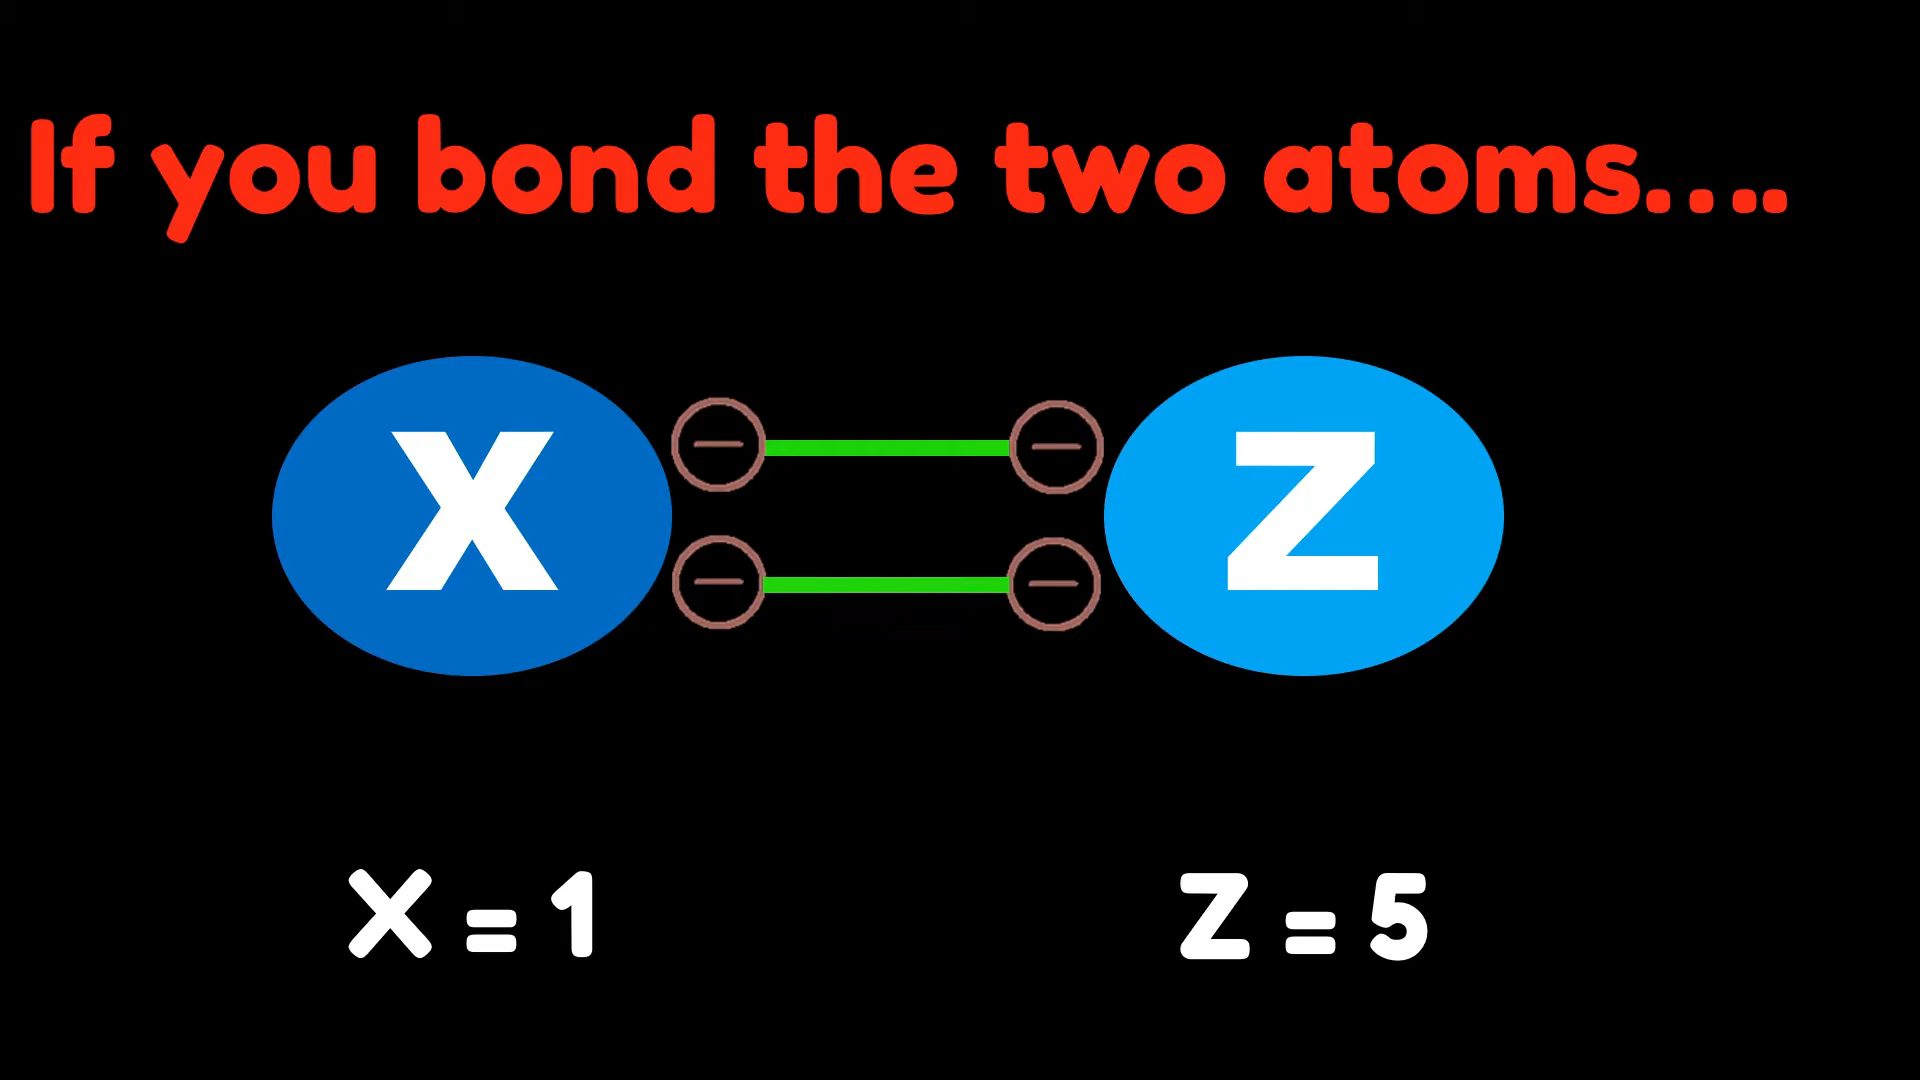 If you bond the two atoms....
X Z
X = 1 Z = 5